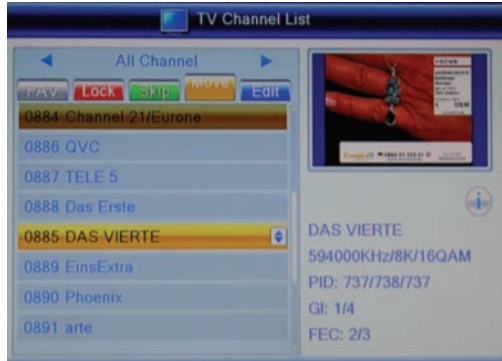 TV Channel List
All Channel
FAV Lock Skip Move Edit
0884 Channel 21/Eurone
0886 QVC
0887 TELE 5
0888 Das Erste
0885 DAS VIERTE
0889 EinsExtra
0890 Phoenix
0891 arte
DAS VIERTE
594000KHz/8K/16QAM
PID: 737/738/737
GI: 1/4
FEC: 2/3